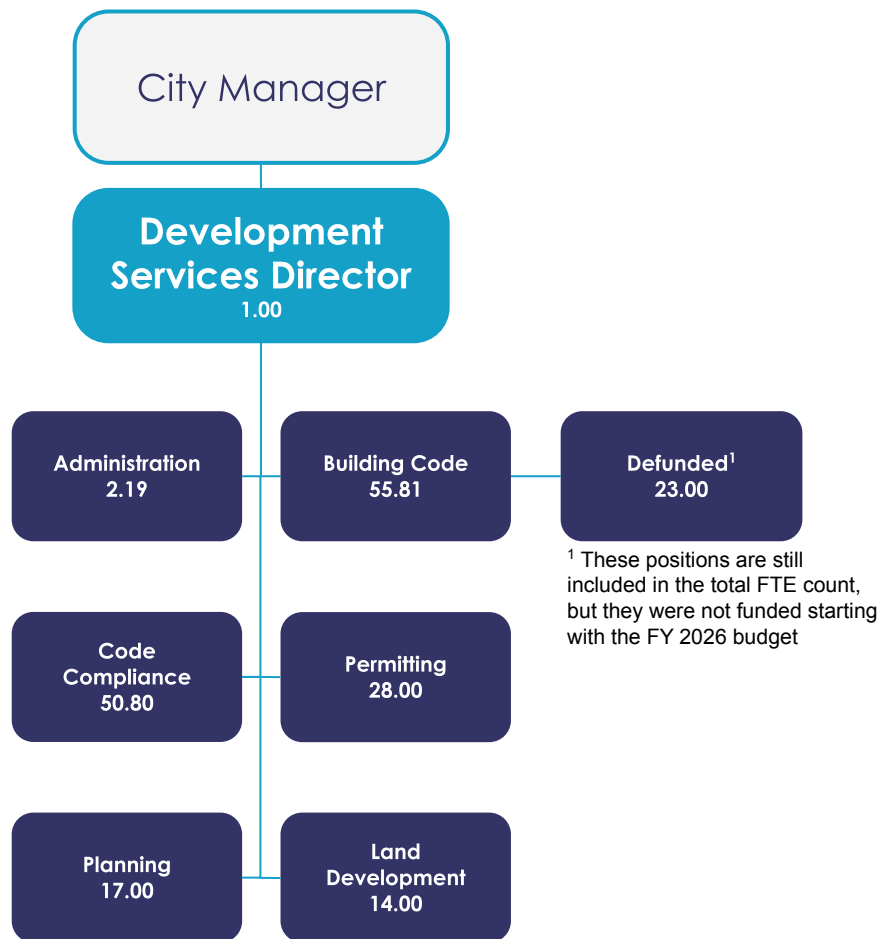 City Manager
Development
Services Director
1.00
Administration
2.19
Building Code
55.81
Defunded¹
23.00
¹ These positions are still
included in the total FTE count,
but they were not funded starting
with the FY 2026 budget
Code
Compliance
50.80
Permitting
28.00
Planning
17.00
Land
Development
14.00